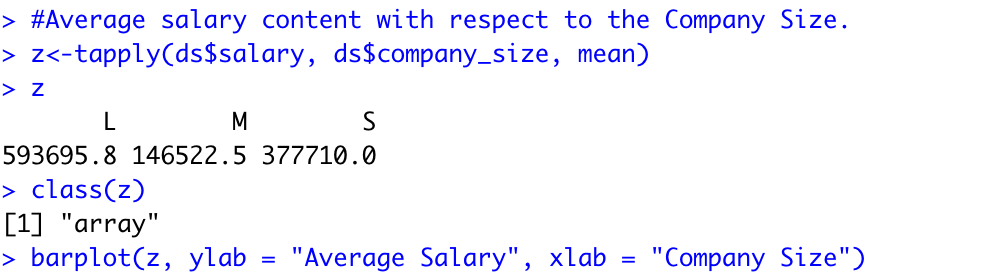 > #Average salary content with respect to the Company Size.
> z<-tapply(ds$salary, ds$company_size, mean)
> z
       L        M        S
593695.8 146522.5 377710.0
> class(z)
[1] "array"
> barplot(z, ylab = "Average Salary", xlab = "Company Size")